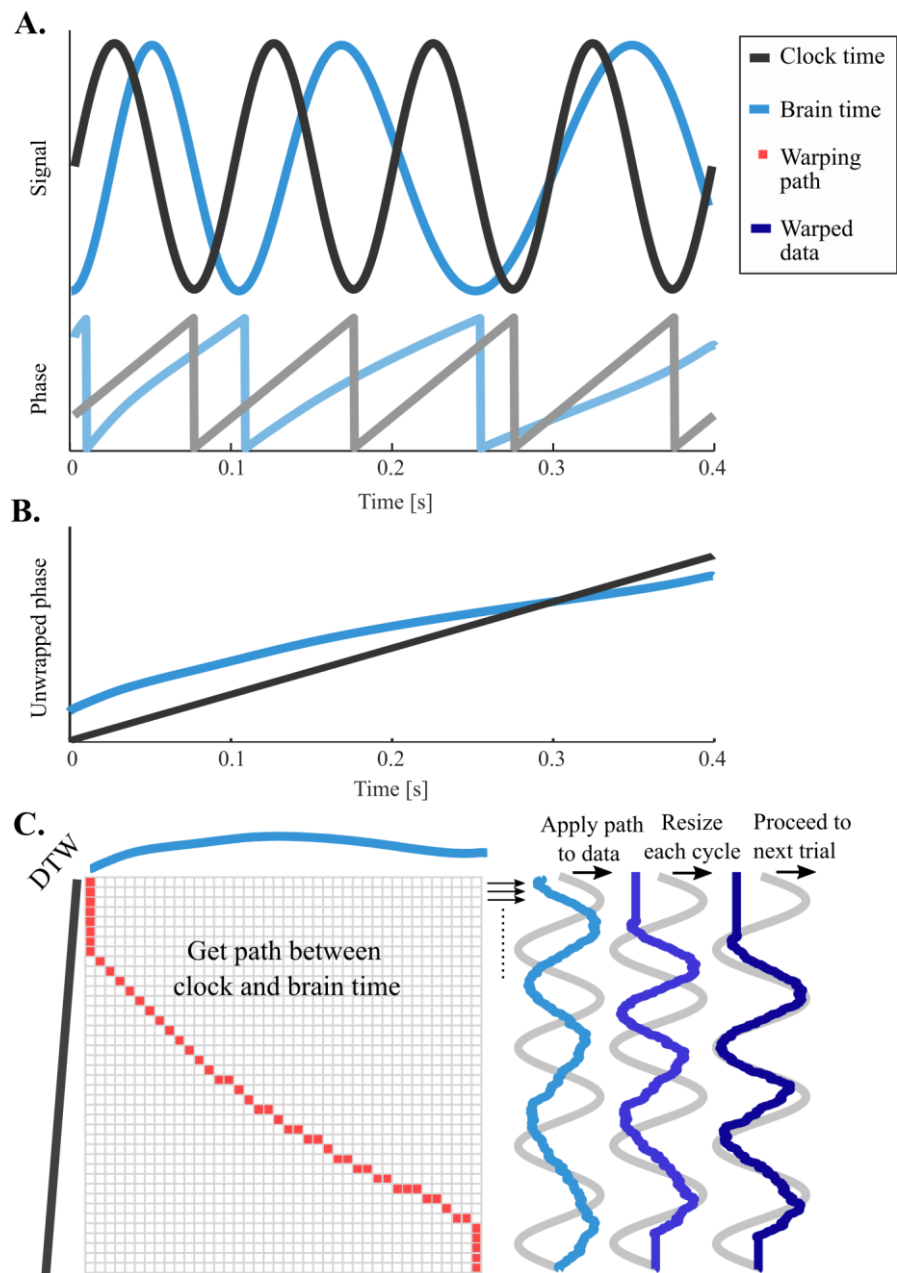 A.
Signal
Clock time
Brain time
Warping
path
Warped
data
Phase
0
0.1
0.2
0.3
0.4
Time [s]
B.
Unwrapped phase
0
0.1
0.2
0.3
0.4
Time [s]
C.
DTW
Get path between
clock and brain time
Apply path
to data
Resize
each cycle
Proceed to
next trial